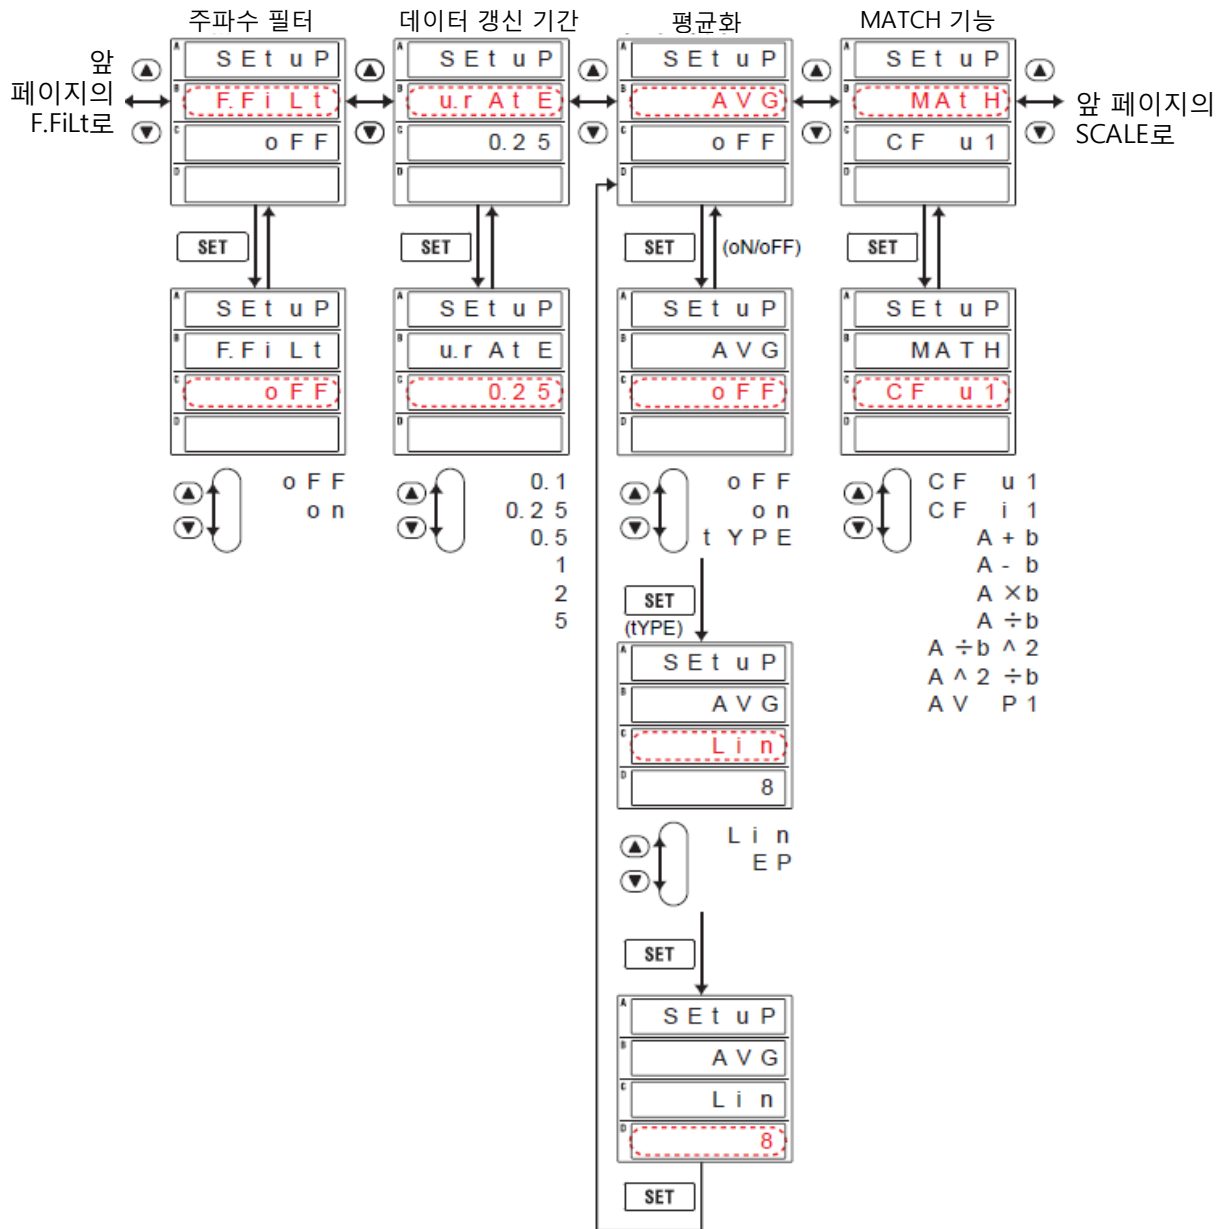 주파수 필터
데이터 갱신 기간
평균화
MATCH 기능
앞
페이지의
F.FiLt로
A SEtuP
B F.FiLt
C oFF
D
A SEtuP
B u.rAtE
C 0.25
D
A SEtuP
B AVG
C oFF
D
A SEtuP
B MAtH
C CF u1
D
앞 페이지의
SCALE로
SET
SET
SET
(oN/oFF)
SET
A SEtuP
B F.FiLt
C oFF
D
A SEtuP
B u.rAtE
C 0.25
D
A SEtuP
B AVG
C oFF
D
A SEtuP
B MATH
C CF u1
D
oFF
on
0.1
0.25
0.5
1
2
5
oFF
on
tYPE
CF u1
CF i1
A+b
A-b
A×b
A÷b
A÷b^2
A^2÷b
AV P1
SET
(tYPE)
A SEtuP
B AVG
C Lin
D 8
Lin
EP
SET
A SEtuP
B AVG
C Lin
D 8
SET